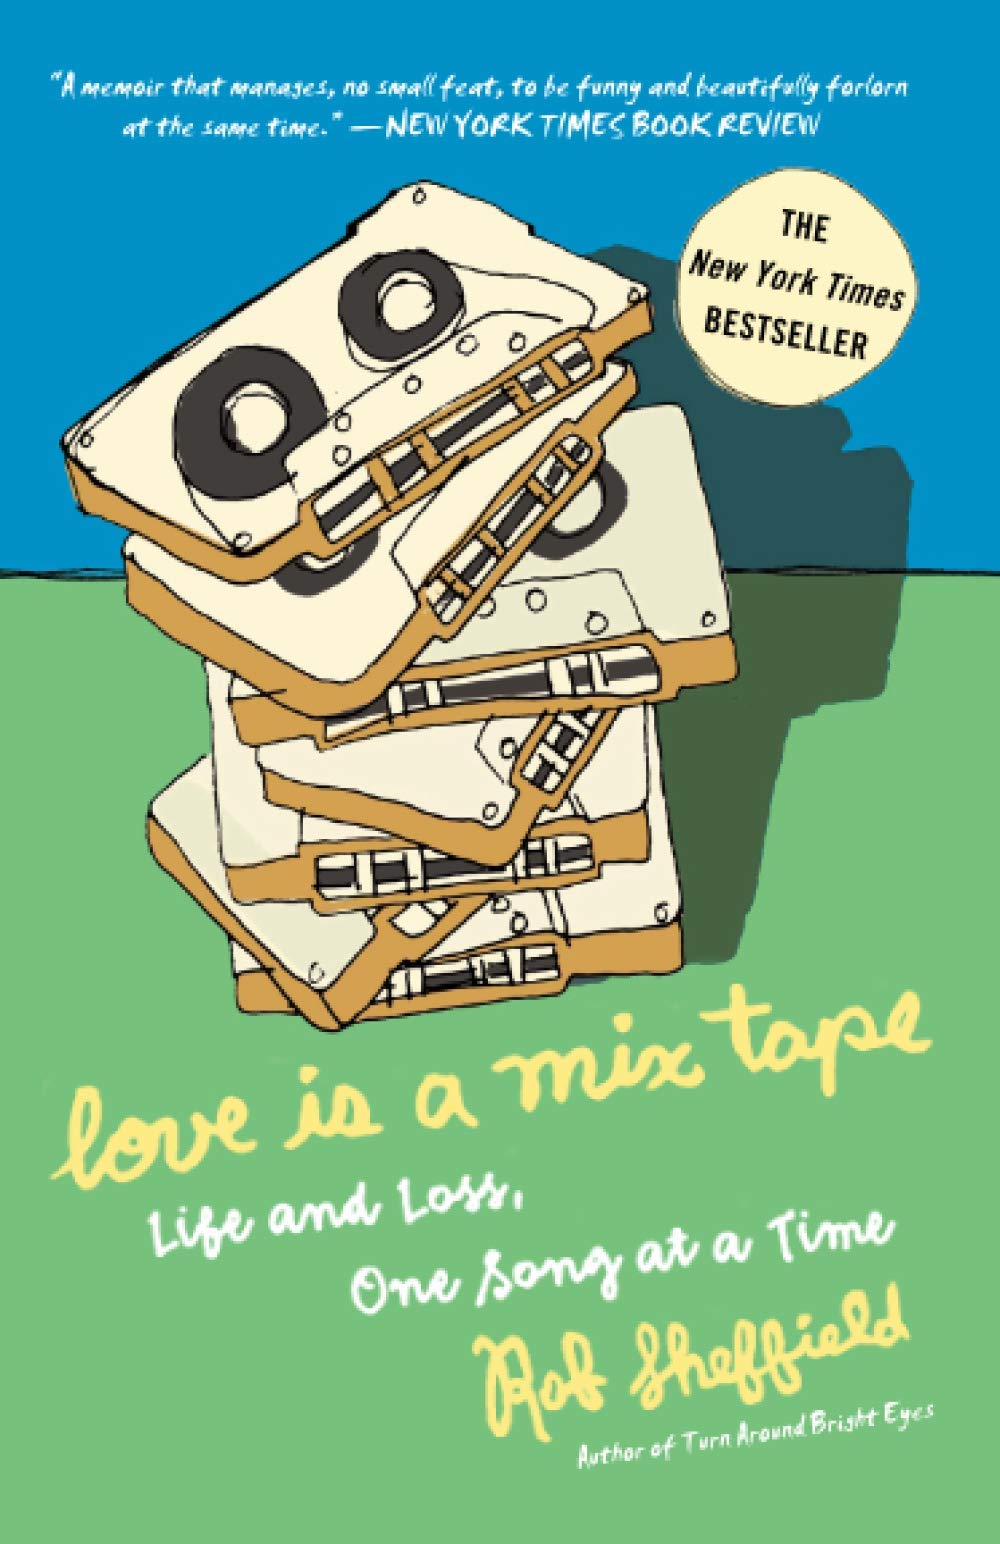 "A memoir that manages, no small feat, to be funny and beautifully forlorn
at the same time." —NEW YORK TIMES BOOK REVIEW
THE
New York Times
BESTSELLER
love is a mix tape
Life and Loss,
One Song at a Time
Rob Sheffield
Author of Turn Around Bright Eyes